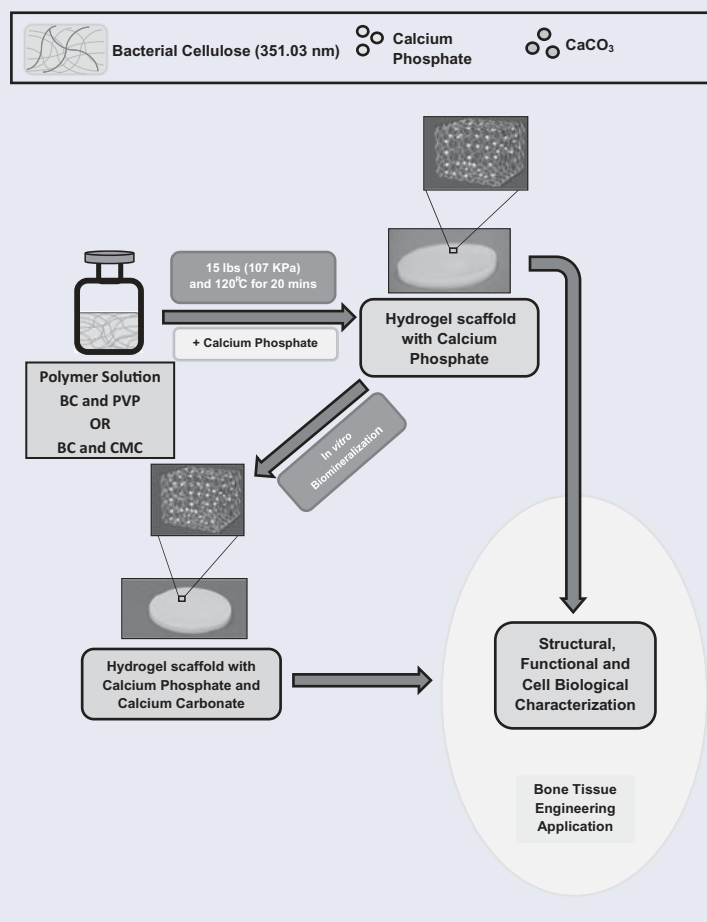 Bacterial Cellulose (351.03 nm)
Calcium
Phosphate
CaCO₃
15 lbs (107 KPa)
and 120°C for 20 mins
+ Calcium Phosphate
Hydrogel scaffold
with Calcium
Phosphate
Polymer Solution
BC and PVP
OR
BC and CMC
In vitro
Biomineralization
Hydrogel scaffold with
Calcium Phosphate and
Calcium Carbonate
Structural,
Functional and
Cell Biological
Characterization
Bone Tissue
Engineering
Application